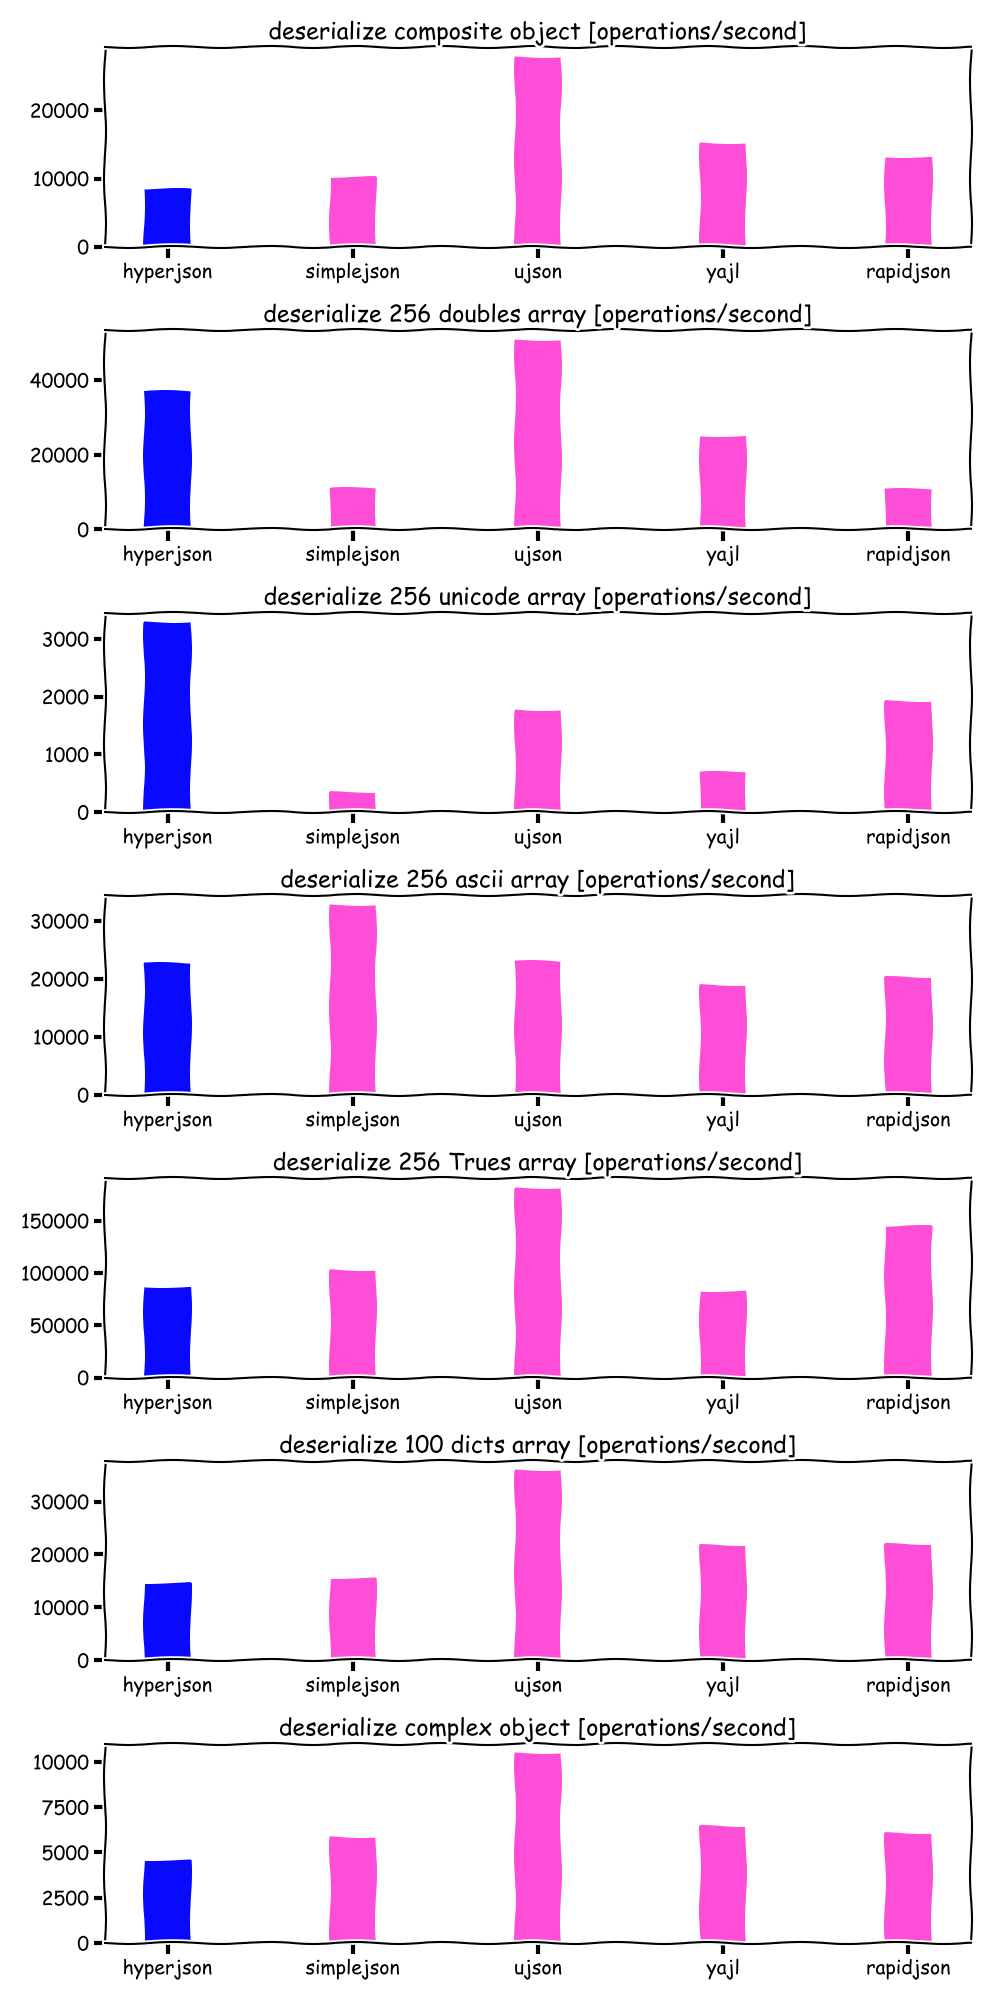 deserialize composite object [operations/second]
20000
10000
0
hyperjson simplejson ujson yajl rapidjson
deserialize 256 doubles array [operations/second]
40000
20000
0
hyperjson simplejson ujson yajl rapidjson
deserialize 256 unicode array [operations/second]
3000
2000
1000
0
hyperjson simplejson ujson yajl rapidjson
deserialize 256 ascii array [operations/second]
30000
20000
10000
0
hyperjson simplejson ujson yajl rapidjson
deserialize 256 Trues array [operations/second]
150000
100000
50000
0
hyperjson simplejson ujson yajl rapidjson
deserialize 100 dicts array [operations/second]
30000
20000
10000
0
hyperjson simplejson ujson yajl rapidjson
deserialize complex object [operations/second]
10000
7500
5000
2500
0
hyperjson simplejson ujson yajl rapidjson